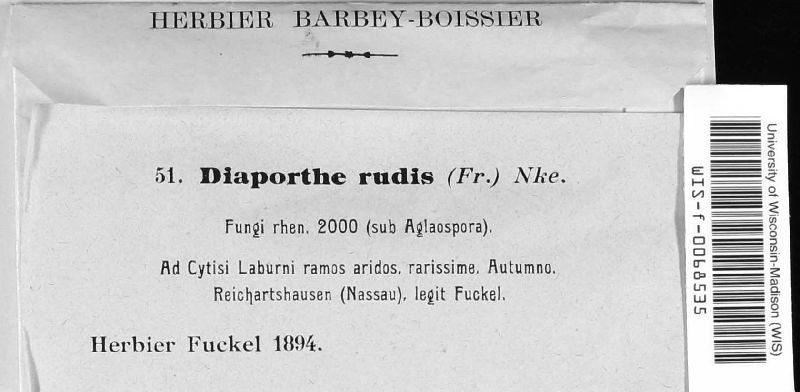 HERBIER BARBEY-BOISSIER
51. Diaporthe rudis (Fr.) Nke.
Fungi rhen. 2000 (sub Aglaospora).
Ad Cytisi Laburni ramos aridos, rarissime. Autumno.
Reichartshausen (Nassau), legit Fuckel.
Herbier Fuckel 1894.
University of Wisconsin-Madison (WIS)
WIS-f-0068535